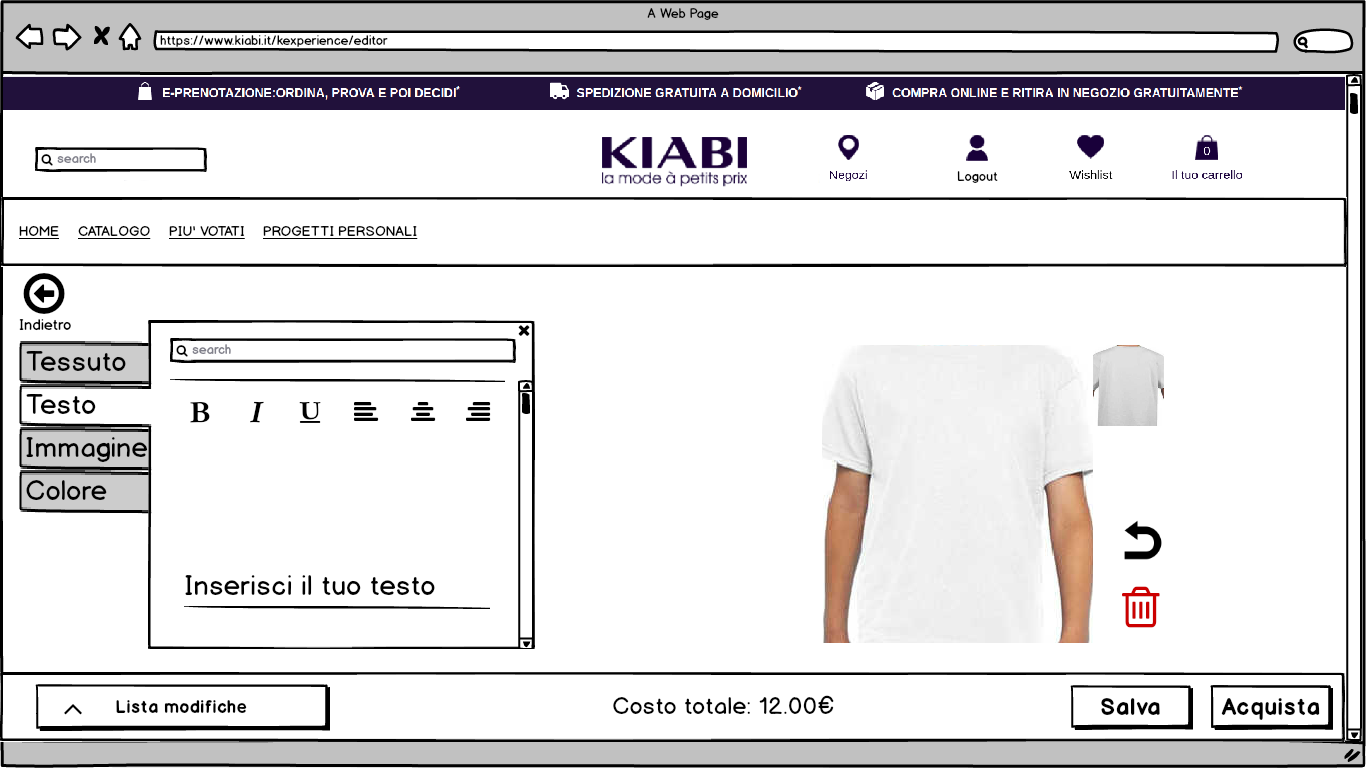 A Web Page
https://www.kiabi.it/kexperience/editor
E-PRENOTAZIONE:ORDINA, PROVA E POI DECIDI*
SPEDIZIONE GRATUITA A DOMICILIO*
COMPRA ONLINE E RITIRA IN NEGOZIO GRATUITAMENTE*
search
KIABI
la mode à petits prix
Negozi
Logout
Wishlist
0
Il tuo carrello
HOME
CATALOGO
PIU' VOTATI
PROGETTI PERSONALI
Indietro
Tessuto
Testo
Immagine
Colore
search
B I U
Inserisci il tuo testo
Lista modifiche
Costo totale: 12.00€
Salva
Acquista